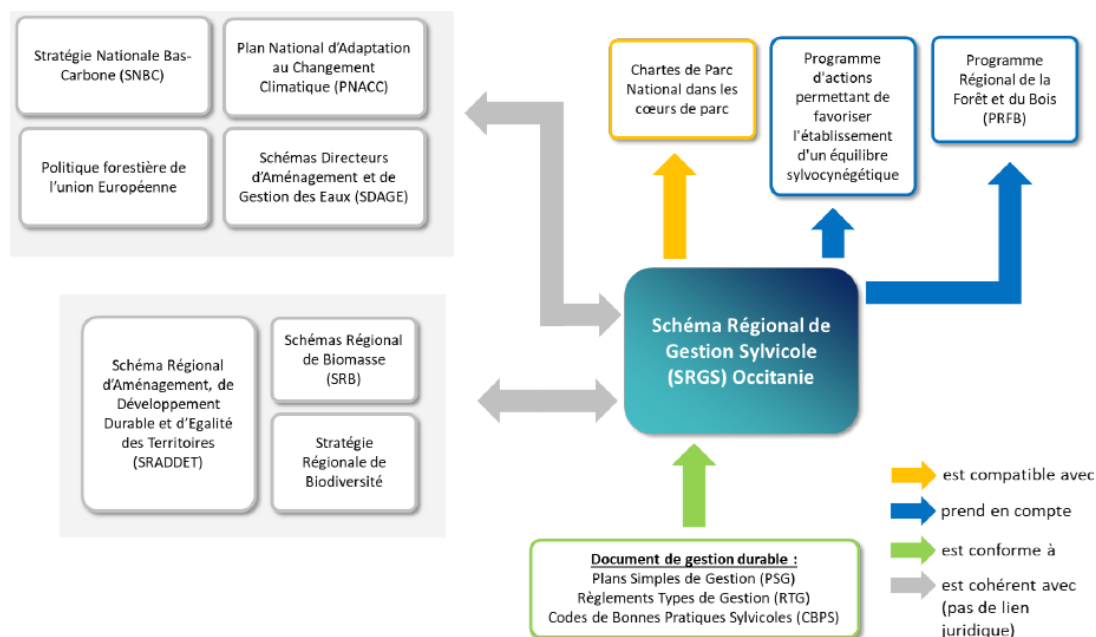 Stratégie Nationale Bas-
Carbone (SNBC)
Plan National d'Adaptation
au Changement
Climatique (PNACC)
Politique forestière de
l'union Européenne
Schémas Directeurs
d'Aménagement et de
Gestion des Eaux (SDAGE)
Chartes de Parc
National dans les
cœurs de parc
Programme
d'actions
permettant de
favoriser
l'établissement
d'un équilibre
sylvocynégétique
Programme
Régional de la
Forêt et du Bois
(PRFB)
Schéma Régional
d'Aménagement, de
Développement
Durable et d'Egalité
des Territoires
(SRADDET)
Schémas Régional
de Biomasse
(SRB)
Stratégie
Régionale de
Biodiversité
Schéma Régional de
Gestion Sylvicole
(SRGS) Occitanie
Document de gestion durable :
Plans Simples de Gestion (PSG)
Règlements Types de Gestion (RTG)
Codes de Bonnes Pratiques Sylvicoles (CBPS)
est compatible avec
prend en compte
est conforme à
est cohérent avec
(pas de lien
juridique)